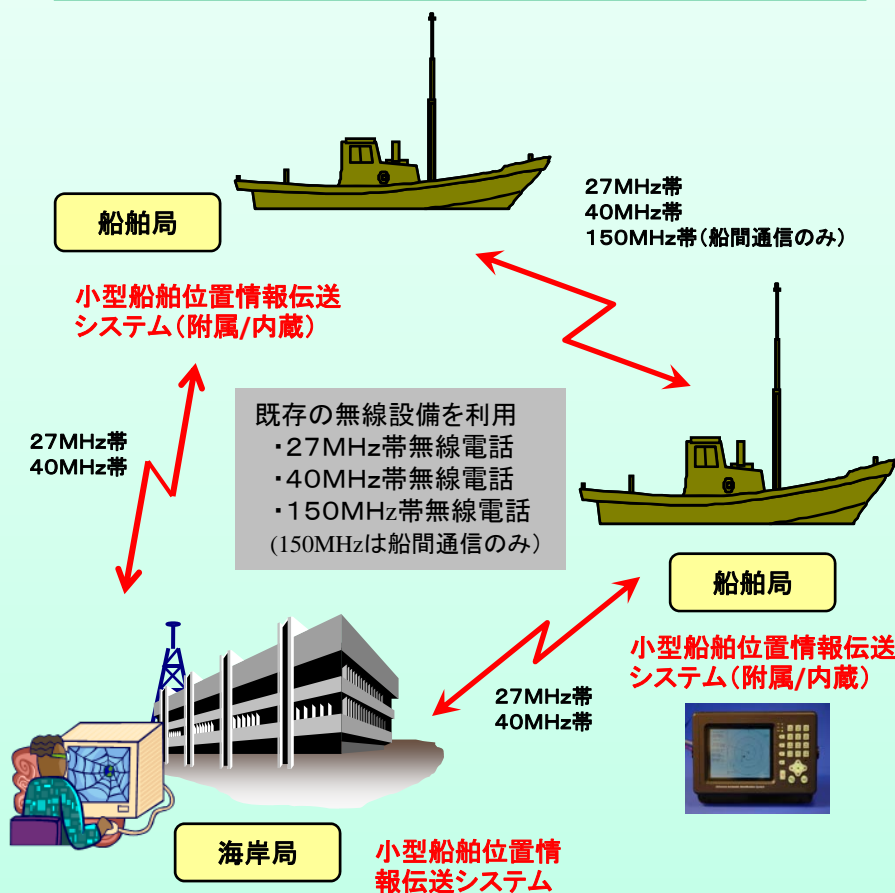 船舶局
小型船舶位置情報伝送
システム（附属/内蔵）
27MHz帯
40MHz帯
150MHz帯（船間通信のみ）
27MHz帯
40MHz帯
既存の無線設備を利用
・27MHz帯無線電話
・40MHz帯無線電話
・150MHz帯無線電話
(150MHzは船間通信のみ）
船舶局
小型船舶位置情報伝送
システム（附属/内蔵）
27MHz帯
40MHz帯
海岸局
小型船舶位置情
報伝送システム